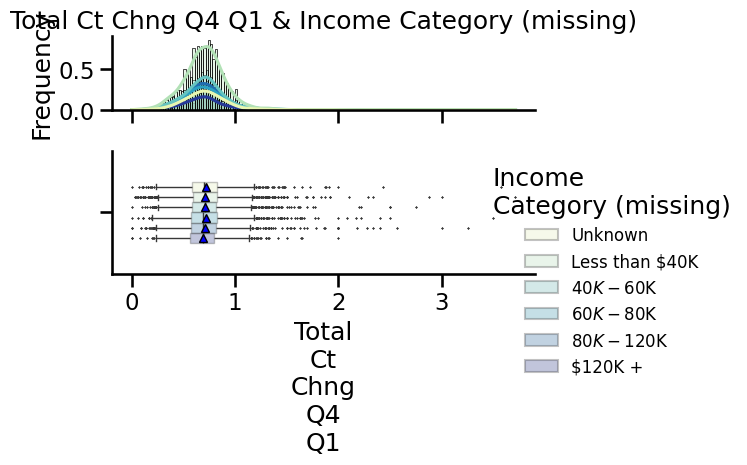 Total Ct Chng Q4 Q1 & Income Category (missing)
Frequency
0.5
0.0
Income
Category (missing)
Unknown
Less than $40K
40K − 60K
60K − 80K
80K − 120K
$120K +
0 1 2 3
Total
Ct
Chng
Q4
Q1